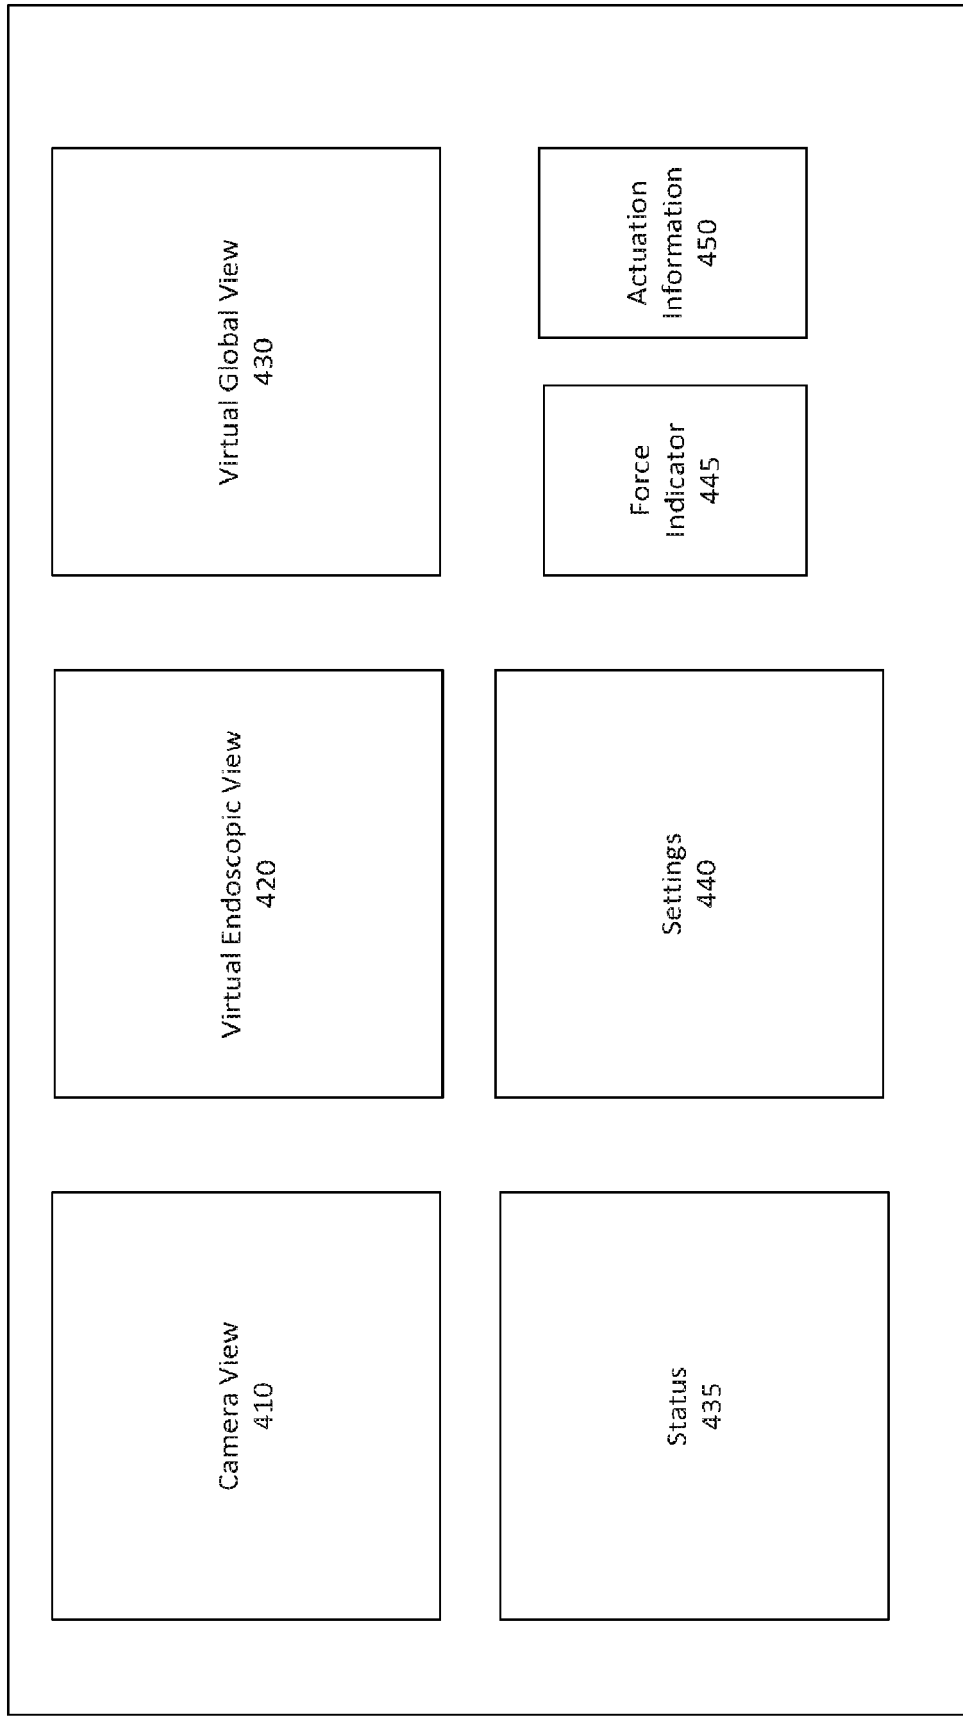 Camera View
410
Virtual Endoscopic View
420
Virtual Global View
430
Status
435
Settings
440
Force
Indicator
445
Actuation
Information
450